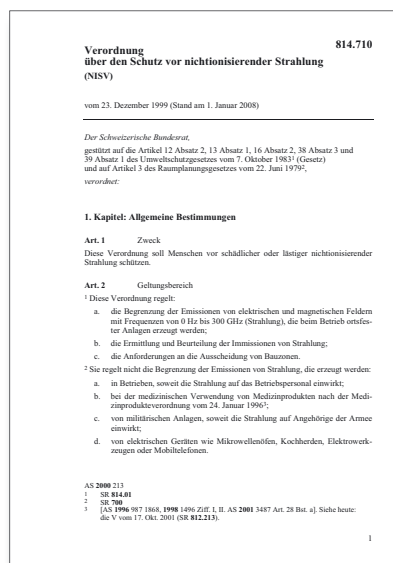 814.710
Verordnung
über den Schutz vor nichtionisierender Strahlung
(NISV)
vom 23. Dezember 1999 (Stand am 1. Januar 2008)
Der Schweizerische Bundesrat,
gestützt auf die Artikel 12 Absatz 2, 13 Absatz 1, 16 Absatz 2, 38 Absatz 3 und
39 Absatz 1 des Umweltschutzgesetzes vom 7. Oktober 1983¹ (Gesetz)
und auf Artikel 3 des Raumplanungsgesetzes vom 22. Juni 1979²,
verordnet:
1. Kapitel: Allgemeine Bestimmungen
Art. 1 Zweck
Diese Verordnung soll Menschen vor schädlicher oder lästiger nichtionisierender
Strahlung schützen.
Art. 2 Geltungsbereich
¹ Diese Verordnung regelt:
a. die Begrenzung der Emissionen von elektrischen und magnetischen Feldern
mit Frequenzen von 0 Hz bis 300 GHz (Strahlung), die beim Betrieb ortsfes-
ter Anlagen erzeugt werden;
b. die Ermittlung und Beurteilung der Immissionen von Strahlung;
c. die Anforderungen an die Ausscheidung von Bauzonen.
² Sie regelt nicht die Begrenzung der Emissionen von Strahlung, die erzeugt werden:
a. in Betrieben, soweit die Strahlung auf das Betriebspersonal einwirkt;
b. bei der medizinischen Verwendung von Medizinprodukten nach der Medi-
zinprodukteverordnung vom 24. Januar 1996³;
c. von militärischen Anlagen, soweit die Strahlung auf Angehörige der Armee
einwirkt;
d. von elektrischen Geräten wie Mikrowellenöfen, Kochherden, Elektrowerk-
zeugen oder Mobiltelefonen.
AS 2000 213
1 SR 814.01
2 SR 700
3 [AS 1996 987 1868, 1998 1496 Ziff. I, II. AS 2001 3487 Art. 28 Bst. a]. Siehe heute:
die V vom 17. Okt. 2001 (SR 812.213).
1